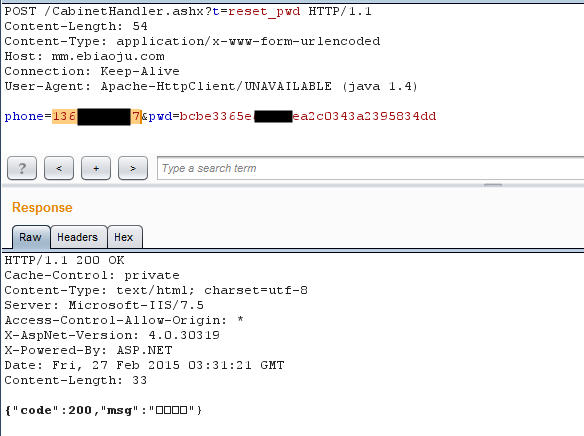 POST /CabinetHandler.ashx?t=reset_pwd HTTP/1.1
Content-Length: 54
Content-Type: application/x-www-form-urlencoded
Host: mm.ebiaoju.com
Connection: Keep-Alive
User-Agent: Apache-HttpClient/UNAVAILABLE (java 1.4)
phone=136 7&pwd=bcbe3365e ea2c0343a2395834dd
? < + > Type a search term
Response
Raw Headers Hex
HTTP/1.1 200 OK
Cache-Control: private
Content-Type: text/html; charset=utf-8
Server: Microsoft-IIS/7.5
Access-Control-Allow-Origin: *
X-AspNet-Version: 4.0.30319
X-Powered-By: ASP.NET
Date: Fri, 27 Feb 2015 03:31:21 GMT
Content-Length: 33
{"code":200,"msg":"□□□□"}